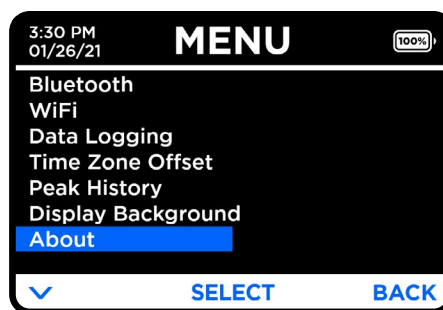 3:30 PM
01/26/21
MENU
100%
Bluetooth
WiFi
Data Logging
Time Zone Offset
Peak History
Display Background
About
SELECT
BACK